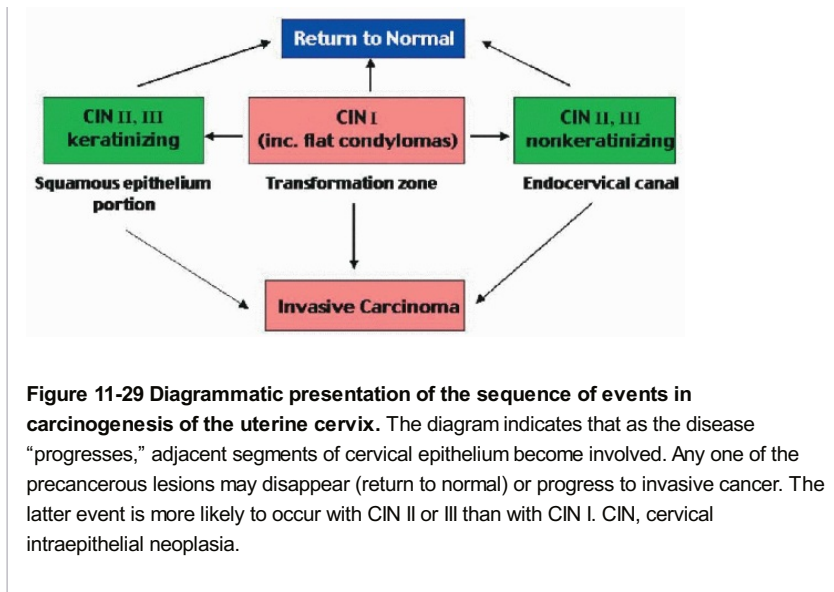 Return to Normal
CIN II, III
keratinizing
CIN I
(inc. flat condylomas)
CIN II, III
nonkeratinizing
Squamous epithelium
portion
Transformation zone
Endocervical canal
Invasive Carcinoma
Figure 11-29 Diagrammatic presentation of the sequence of events in
carcinogenesis of the uterine cervix. The diagram indicates that as the disease
“progresses,” adjacent segments of cervical epithelium become involved. Any one of the
precancerous lesions may disappear (return to normal) or progress to invasive cancer. The
latter event is more likely to occur with CIN II or III than with CIN I. CIN, cervical
intraepithelial neoplasia.